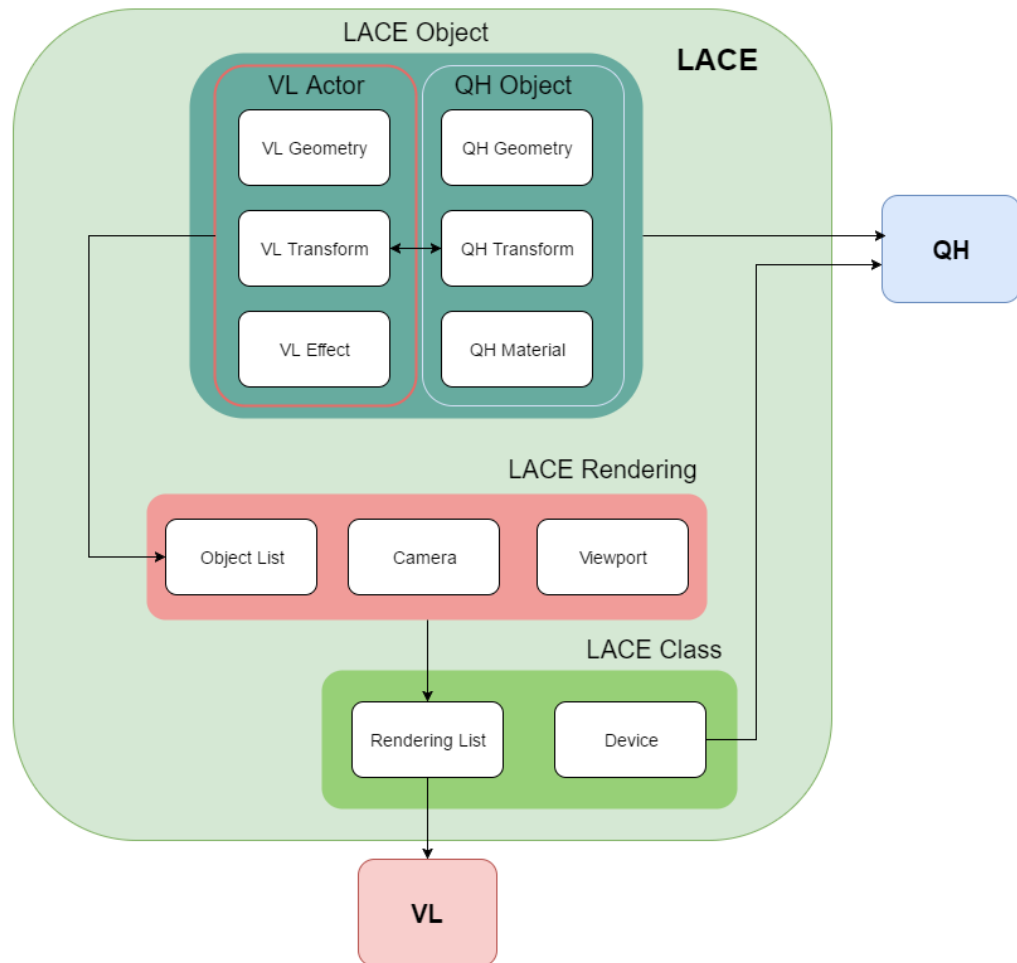 LACE Object
LACE
VL Actor
QH Object
VL Geometry
QH Geometry
VL Transform
QH Transform
QH
VL Effect
QH Material
LACE Rendering
Object List
Camera
Viewport
LACE Class
Rendering List
Device
VL